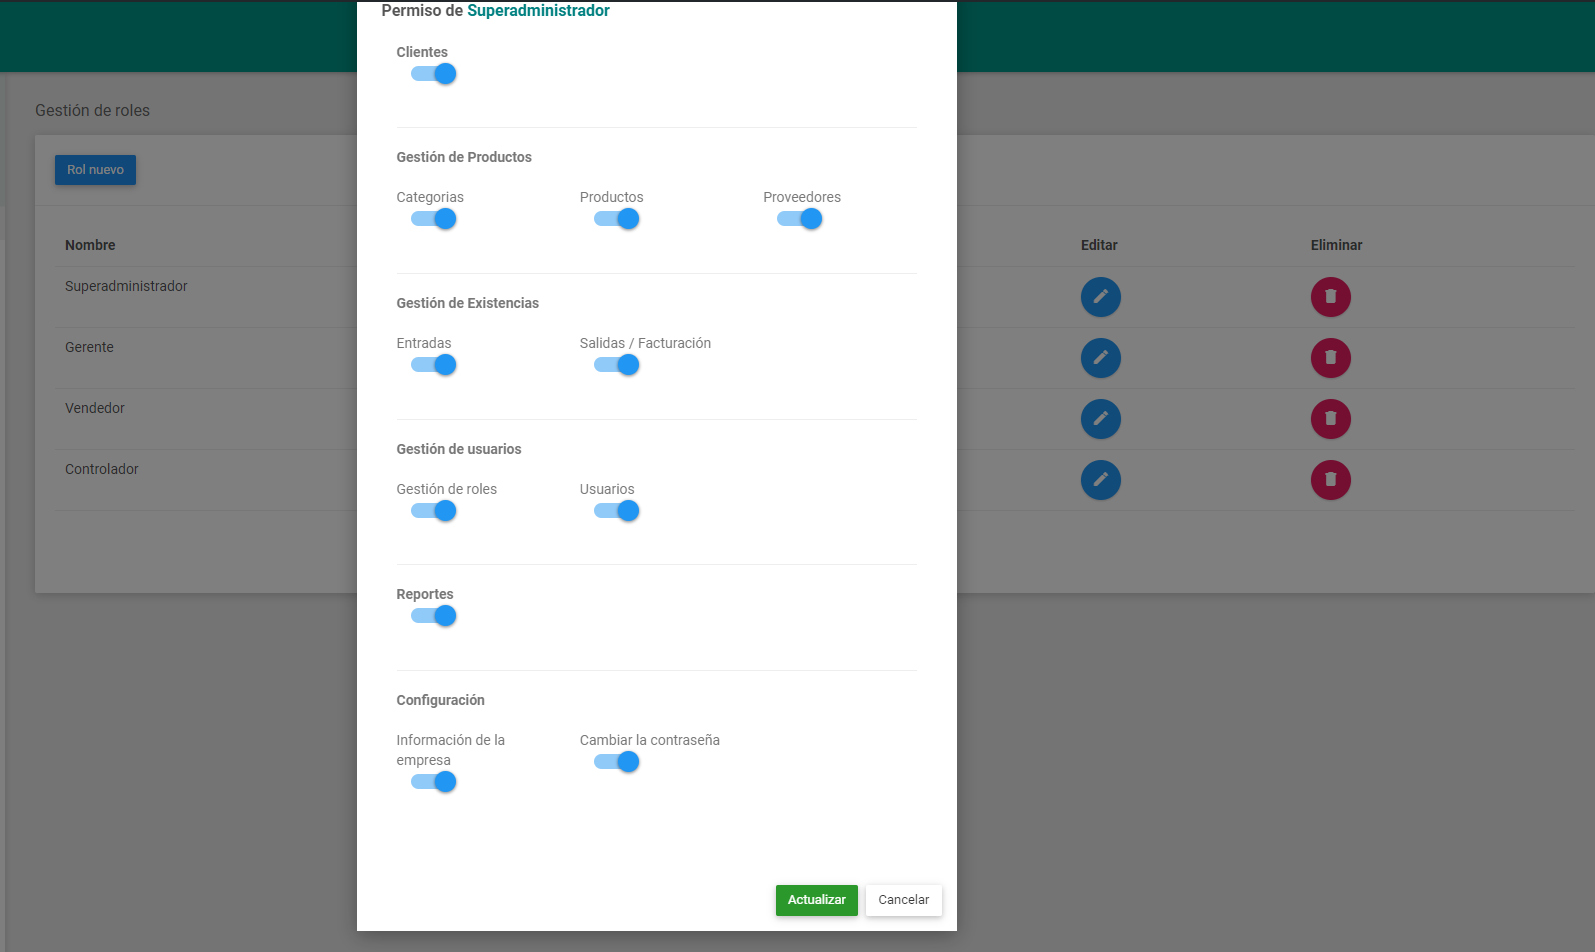 Permiso de Superadministrador
Clientes
Gestión de Productos
Categorias Productos Proveedores
Gestión de Existencias
Entradas Salidas / Facturación
Gestión de usuarios
Gestión de roles Usuarios
Reportes
Configuración
Información de la empresa
Cambiar la contraseña
Actualizar Cancelar
Gestión de roles
Rol nuevo
Nombre Editar Eliminar
Superadministrador
Gerente
Vendedor
Controlador